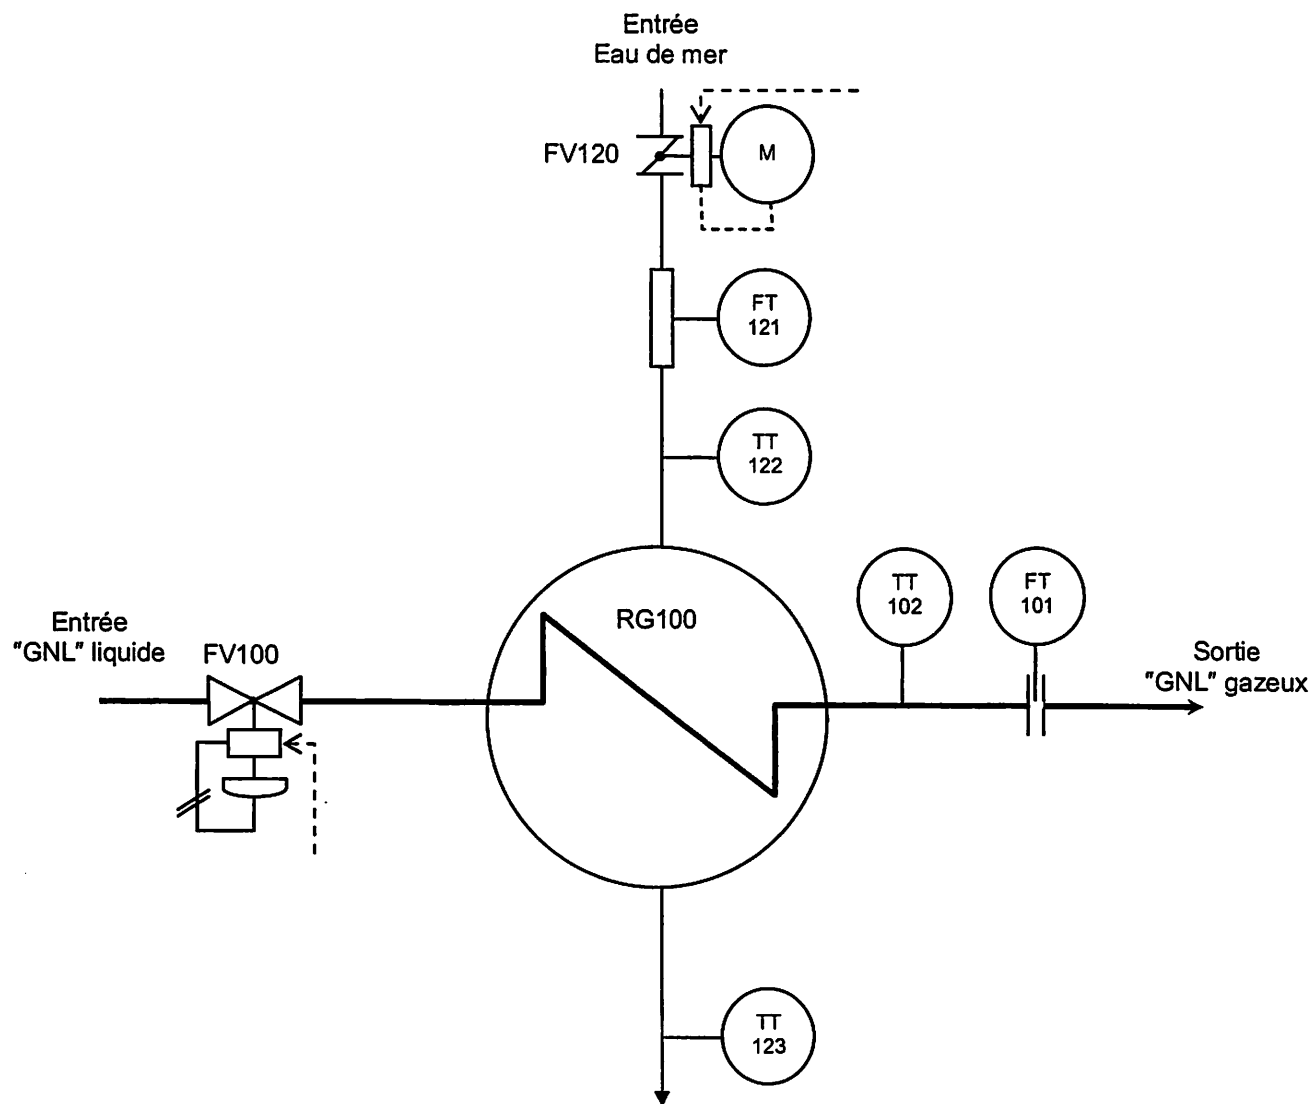 Entrée
Eau de mer
FV120
M
FT
121
TT
122
RG100
TT
102
FT
101
Entrée
"GNL" liquide
FV100
Sortie
"GNL" gazeux
TT
123